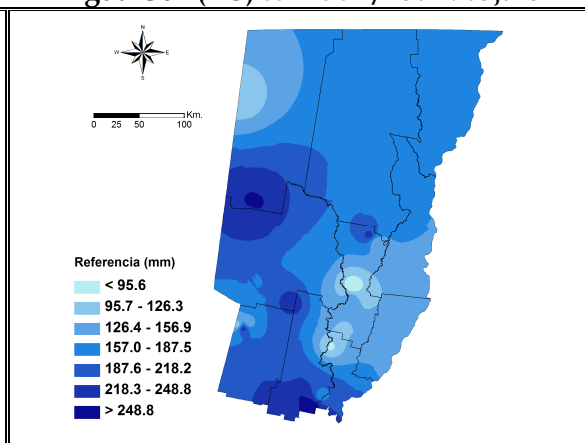 N
W E
S
Km.
0 25 50 100
Referencia (mm)
< 95.6
95.7 - 126.3
126.4 - 156.9
157.0 - 187.5
187.6 - 218.2
218.3 - 248.8
> 248.8